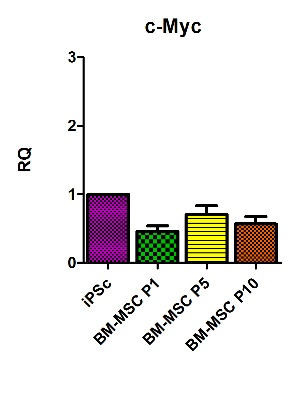 c-Myc
RQ
3
2
1
0
iPSc
BM-MSC P1
BM-MSC P5
BM-MSC P10